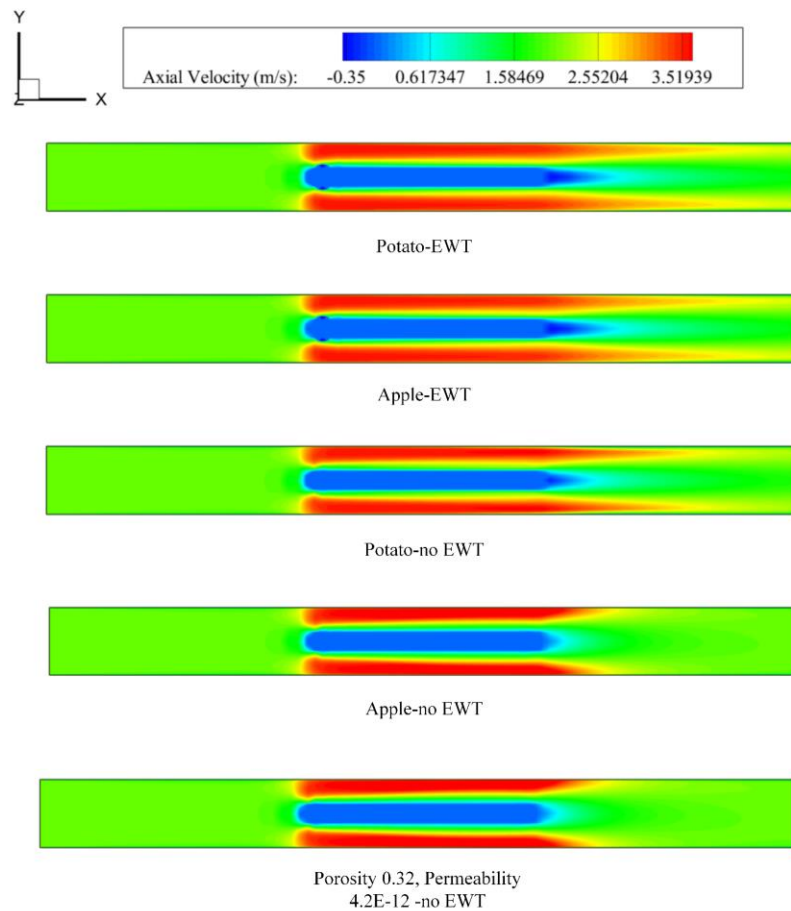 Y
Z X
Axial Velocity (m/s): -0.35 0.617347 1.58469 2.55204 3.51939
Potato-EWT
Apple-EWT
Potato-no EWT
Apple-no EWT
Porosity 0.32, Permeability
4.2E-12 -no EWT